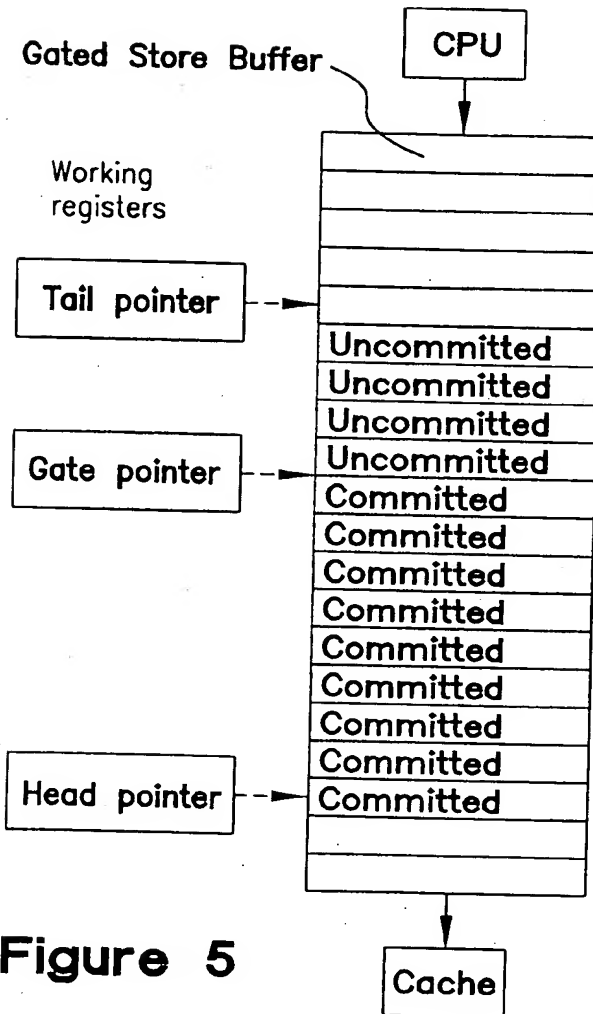 CPU
Gated Store Buffer
Working
registers
Tail pointer
Uncommitted
Uncommitted
Uncommitted
Uncommitted
Gate pointer
Committed
Committed
Committed
Committed
Committed
Committed
Committed
Committed
Committed
Head pointer
Figure 5
Cache